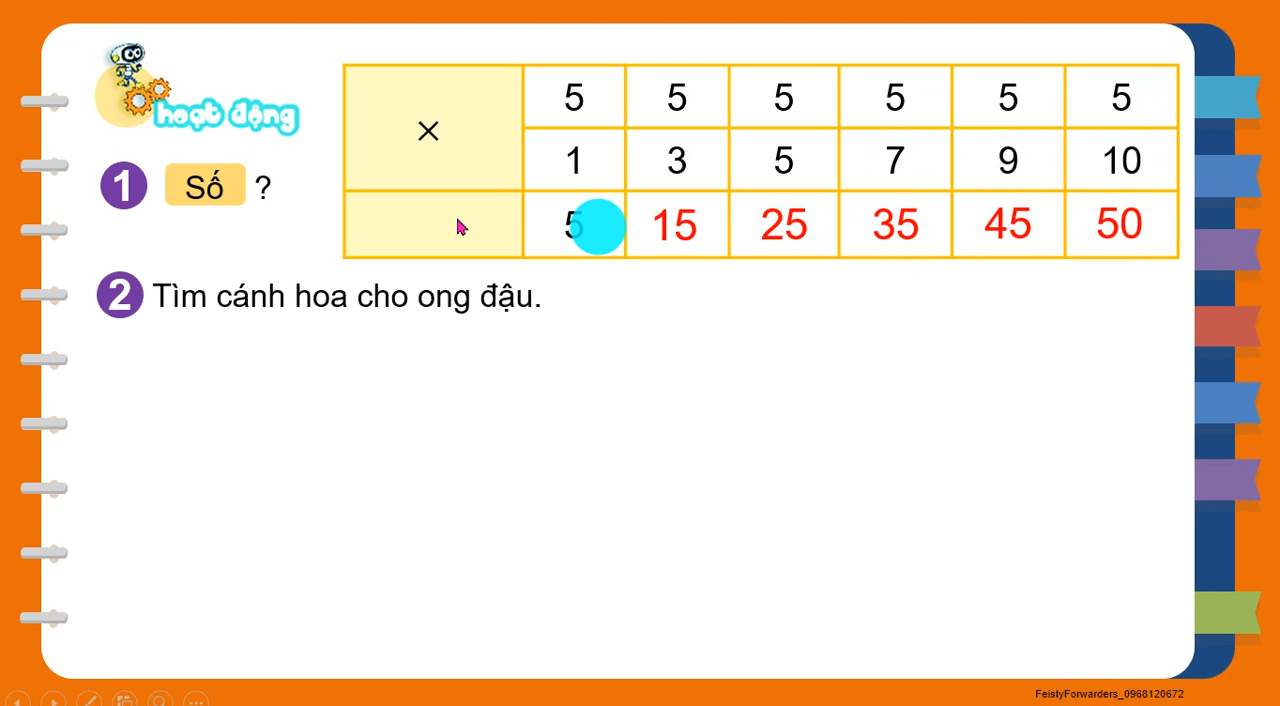 hoạt động
1 Số ?
× 5 5 5 5 5 5
1 3 5 7 9 10
5 15 25 35 45 50
2 Tìm cánh hoa cho ong đậu.
FeistyForwarders_0968120672